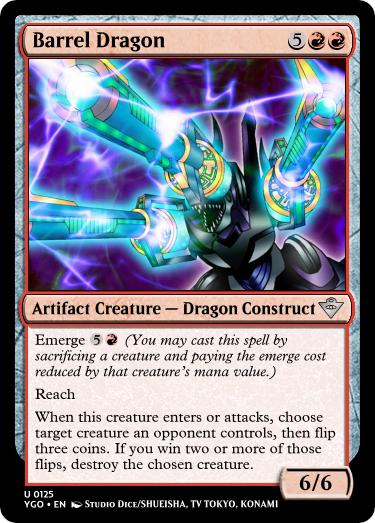 Barrel Dragon 5
Artifact Creature — Dragon Construct
Emerge 5 (You may cast this spell by
sacrificing a creature and paying the emerge cost
reduced by that creature's mana value.)
Reach
When this creature enters or attacks, choose
target creature an opponent controls, then flip
three coins. If you win two or more of those
flips, destroy the chosen creature.
6/6
U 0125
YGO • EN Studio Dice/SHUEISHA, TV TOKYO, KONAMI